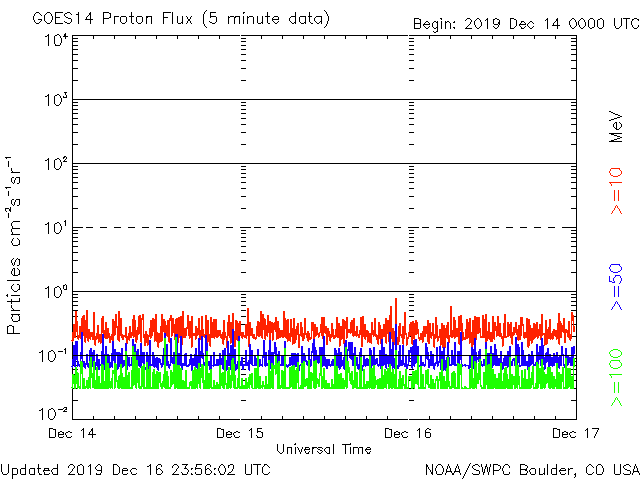 GOES14 Proton Flux (5 minute data)
Begin: 2019 Dec 14 0000 UTC
10⁴
10³
10²
10¹
10⁰
10⁻¹
10⁻²
Particles cm⁻²s⁻¹sr⁻¹
MeV
>=10
>=50
>=100
Dec 14 Dec 15 Dec 16 Dec 17
Universal Time
Updated 2019 Dec 16 23:56:02 UTC
NOAA/SWPC Boulder, CO USA